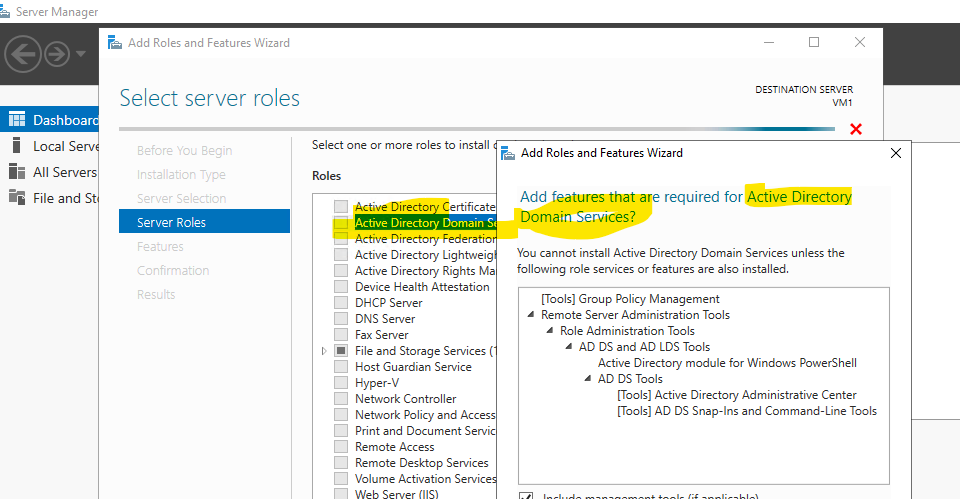 Server Manager
Add Roles and Features Wizard
Select server roles
DESTINATION SERVER
VM1
Dashboard
Local Serve
All Servers
File and Sto
Before You Begin
Installation Type
Server Selection
Server Roles
Features
Confirmation
Results
Select one or more roles to install o
Roles
Active Directory Certificate
Active Directory Domain Se
Active Directory Federation
Active Directory Lightweigh
Active Directory Rights Ma
Device Health Attestation
DHCP Server
DNS Server
Fax Server
File and Storage Services (1
Host Guardian Service
Hyper-V
Network Controller
Network Policy and Access
Print and Document Servic
Remote Access
Remote Desktop Services
Volume Activation Services
Web Server (IIS)
Add Roles and Features Wizard
Add features that are required for Active Directory
Domain Services?
You cannot install Active Directory Domain Services unless the
following role services or features are also installed.
[Tools] Group Policy Management
Remote Server Administration Tools
Role Administration Tools
AD DS and AD LDS Tools
Active Directory module for Windows PowerShell
AD DS Tools
[Tools] Active Directory Administrative Center
[Tools] AD DS Snap-Ins and Command-Line Tools
Include management tools (if applicable)